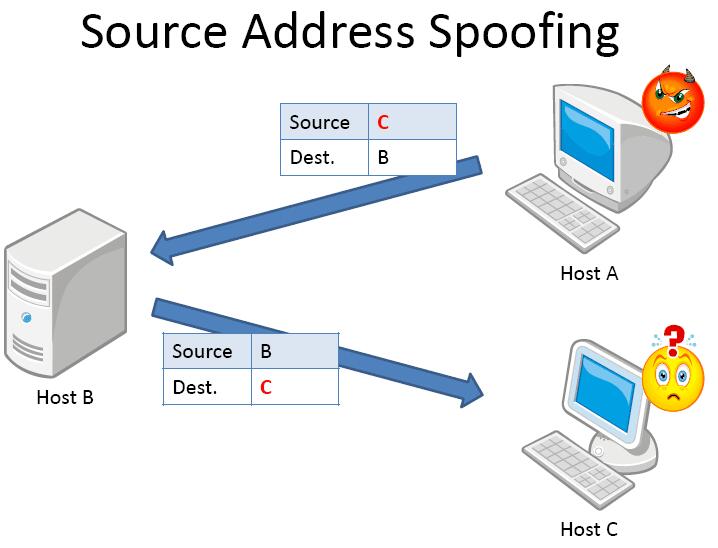 Source Address Spoofing
Source C
Dest. B
Host A
Host B
Source B
Dest. C
?
Host C